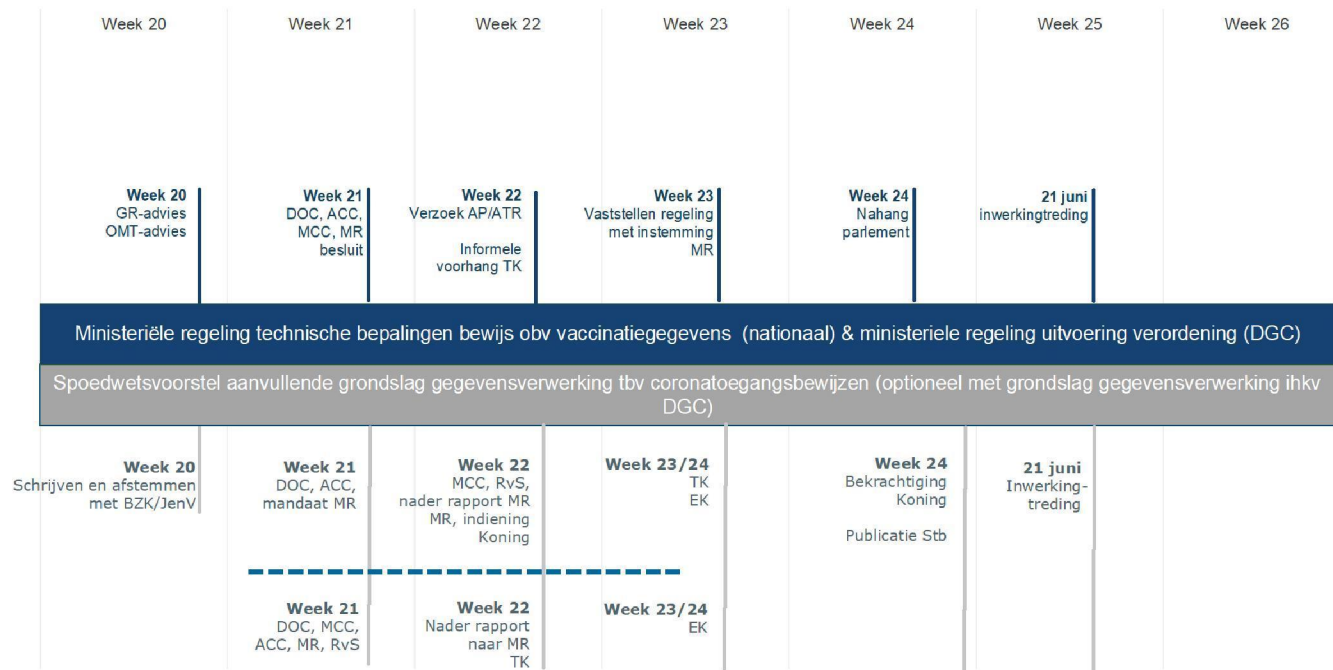 Week 20
Week 21
Week 22
Week 23
Week 24
Week 25
Week 26
Week 20
GR-advies
OMT-advies
Week 21
DOC, ACC,
MCC, MR
besluit
Week 22
Verzoek AP/ATR
Informele
voorhang TK
Week 23
Vaststellen regeling
met instemming
MR
Week 24
Nahang
parlement
21 juni
inwerkingtreding
Ministeriële regeling technische bepalingen bewijs obv vaccinatiegegevens (nationaal) & ministeriele regeling uitvoering verordening (DGC)
Spoedwetsvoorstel aanvullende grondslag gegevensverwerking tbv coronatoegangsbewijzen (optioneel met grondslag gegevensverwerking ihkv
DGC)
Week 20
Schrijven en afstemmen
met BZK/JenV
Week 21
DOC, ACC,
mandaat MR
Week 22
MCC, RvS,
nader rapport MR
MR, indiening
Koning
Week 23/24
TK
EK
Week 24
Bekrachtiging
Koning
Publicatie Stb
21 juni
Inwerking-
treding
Week 21
DOC, MCC,
ACC, MR, RvS
Week 22
Nader rapport
naar MR
TK
Week 23/24
EK